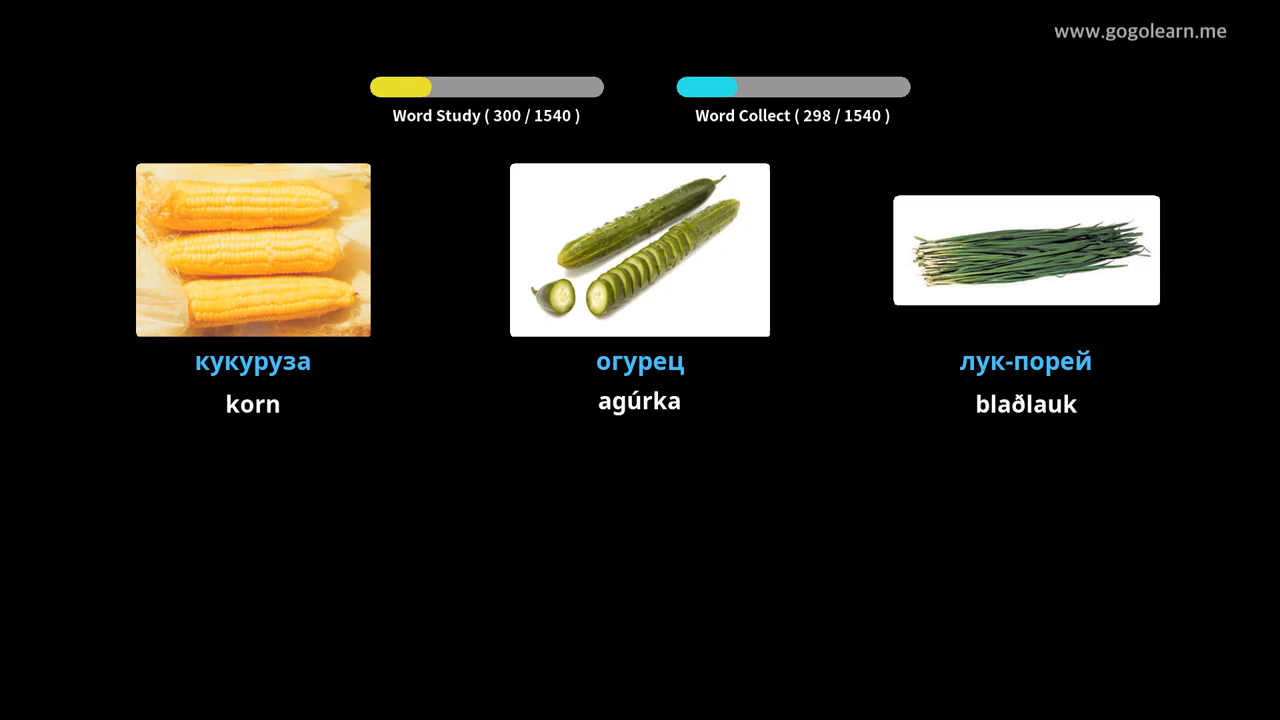 www.gogolearn.me
Word Study ( 300 / 1540 )
Word Collect ( 298 / 1540 )
кукуруза
огурец
лук-порей
korn
agúrka
blaðlauk